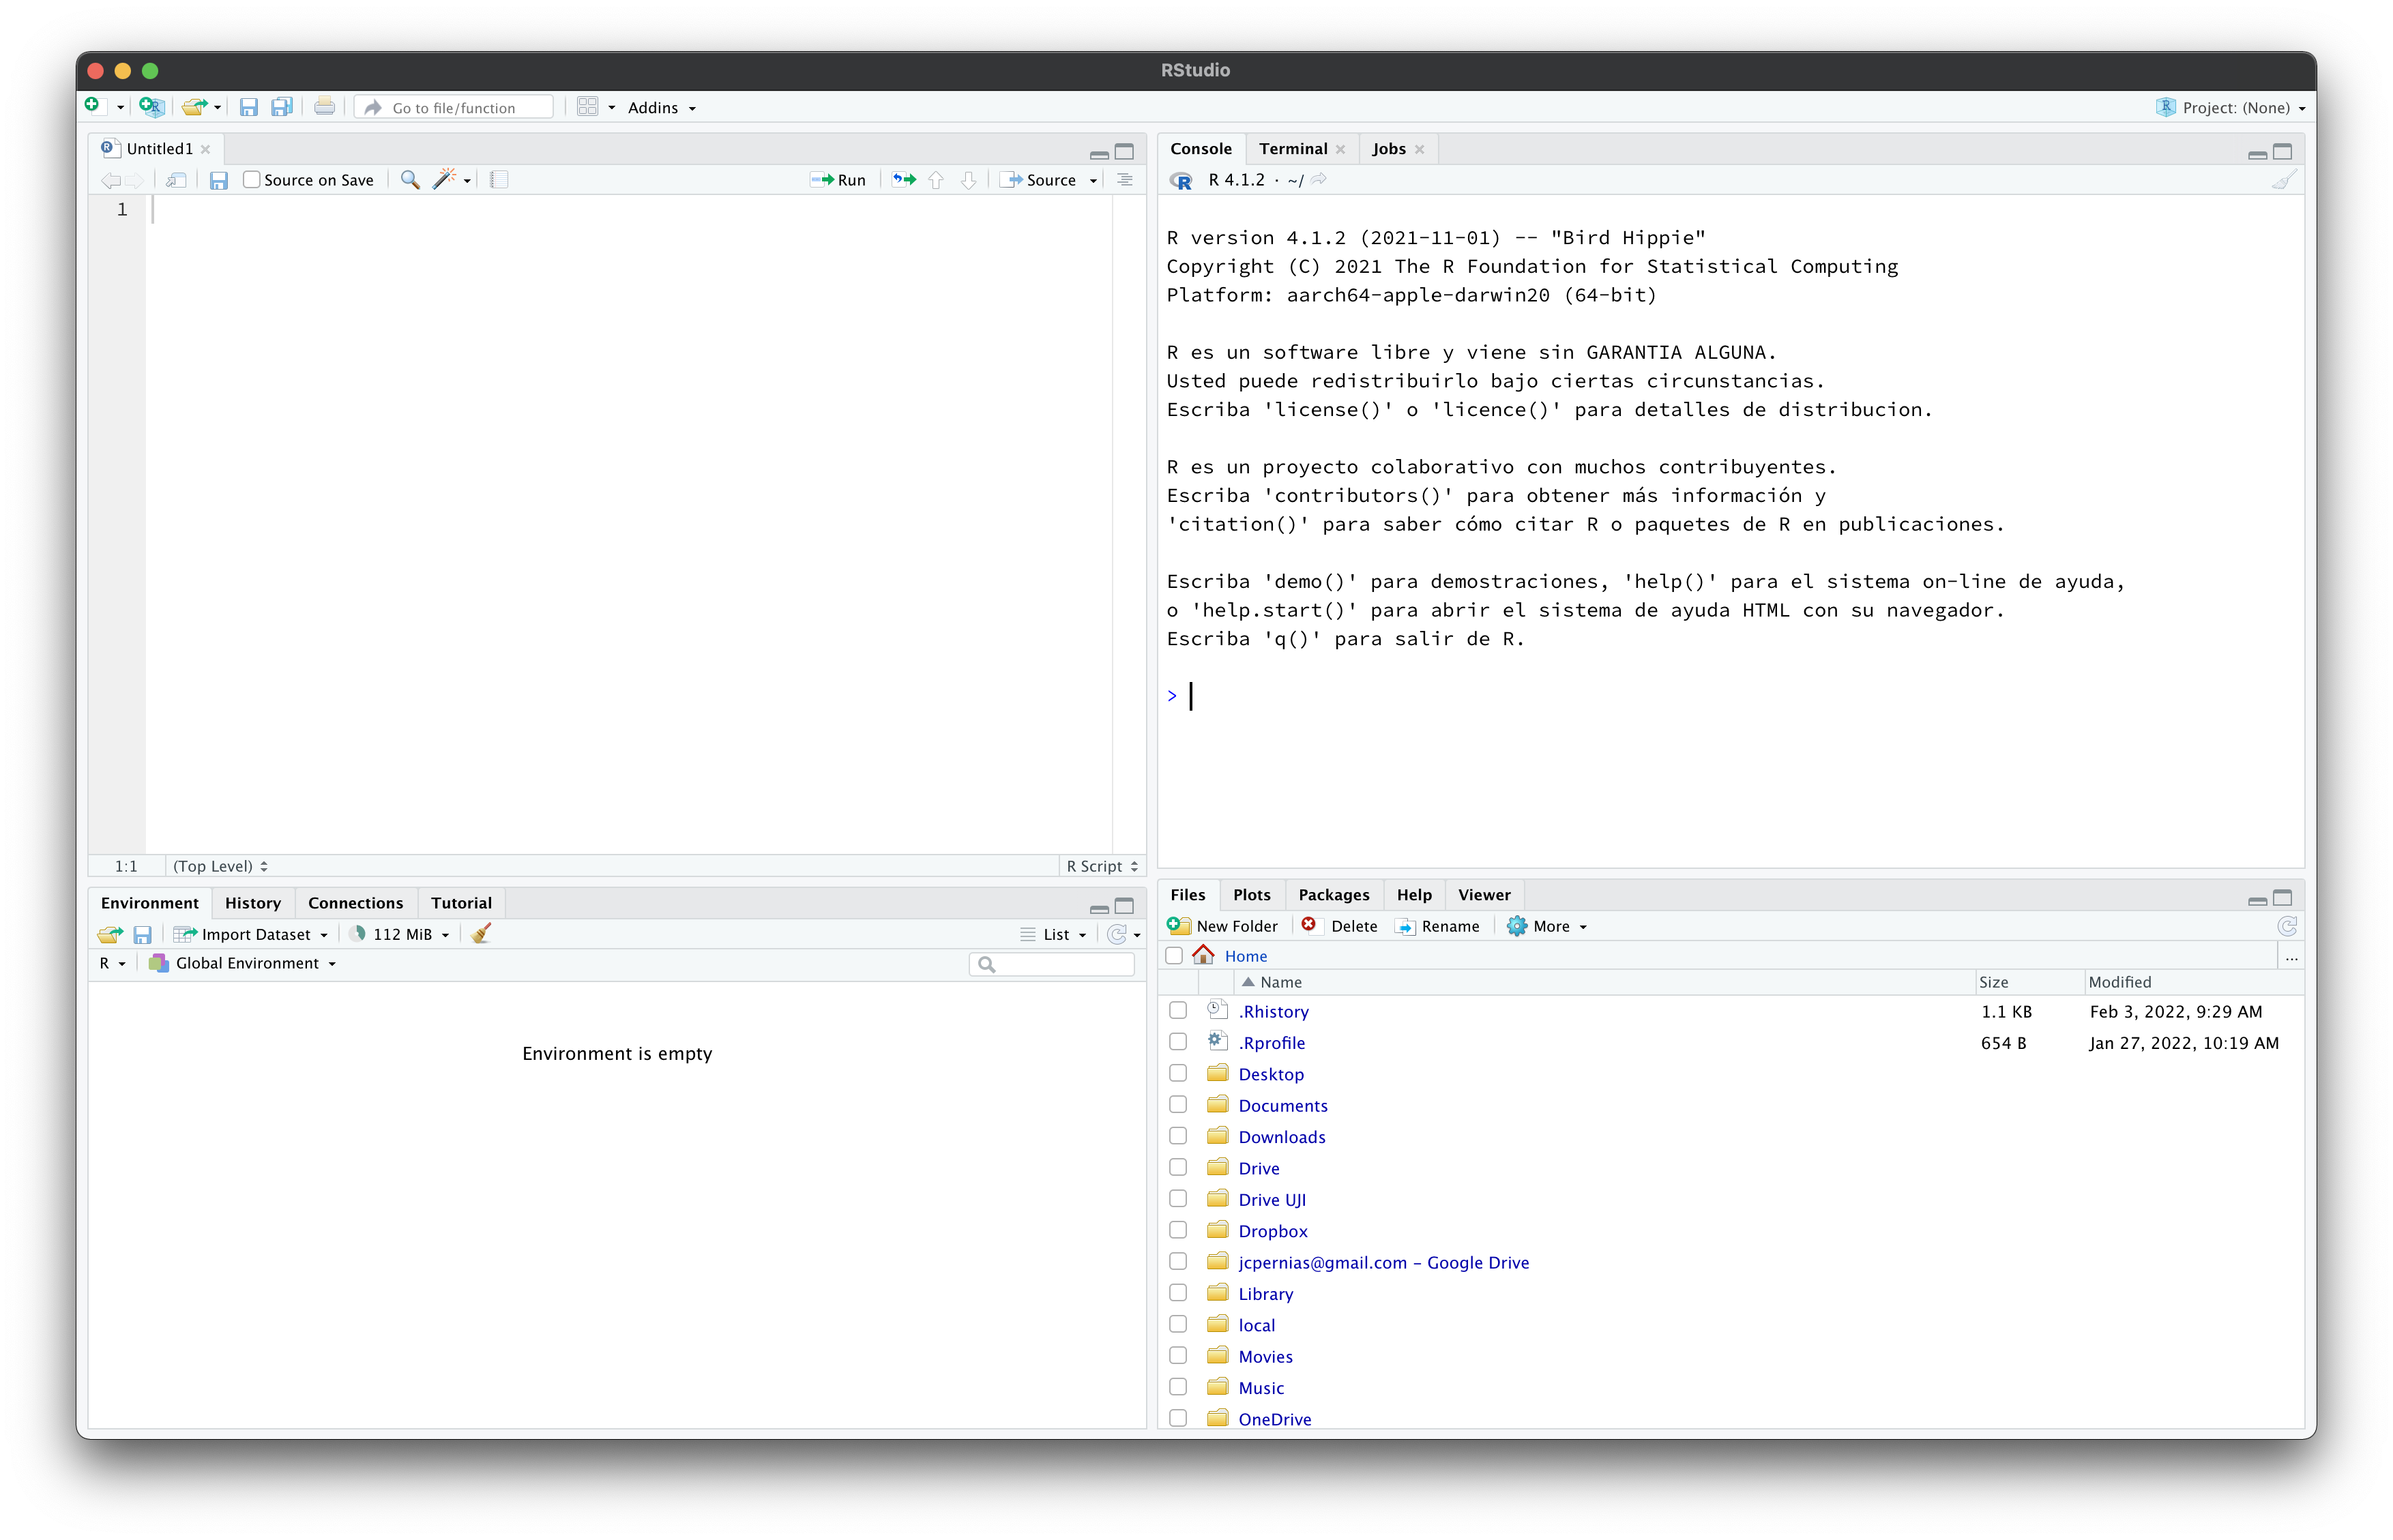 RStudio
Go to file/function
Addins
Project: (None)
Untitled1
Source on Save
Run
Source
1
1:1
(Top Level)
R Script
Console
Terminal
Jobs
R 4.1.2 · ~/
R version 4.1.2 (2021-11-01) -- "Bird Hippie"
Copyright (C) 2021 The R Foundation for Statistical Computing
Platform: aarch64-apple-darwin20 (64-bit)
R es un software libre y viene sin GARANTIA ALGUNA.
Usted puede redistribuirlo bajo ciertas circunstancias.
Escriba 'license()' o 'licence()' para detalles de distribucion.
R es un proyecto colaborativo con muchos contribuyentes.
Escriba 'contributors()' para obtener más información y
'citation()' para saber cómo citar R o paquetes de R en publicaciones.
Escriba 'demo()' para demostraciones, 'help()' para el sistema on-line de ayuda,
o 'help.start()' para abrir el sistema de ayuda HTML con su navegador.
Escriba 'q()' para salir de R.
>
Environment
History
Connections
Tutorial
Import Dataset
112 MiB
List
R
Global Environment
Environment is empty
Files
Plots
Packages
Help
Viewer
New Folder
Delete
Rename
More
Home
...
Name Size Modified
.Rhistory 1.1 KB Feb 3, 2022, 9:29 AM
.Rprofile 654 B Jan 27, 2022, 10:19 AM
Desktop
Documents
Downloads
Drive
Drive UJI
Dropbox
jcpernias@gmail.com – Google Drive
Library
local
Movies
Music
OneDrive